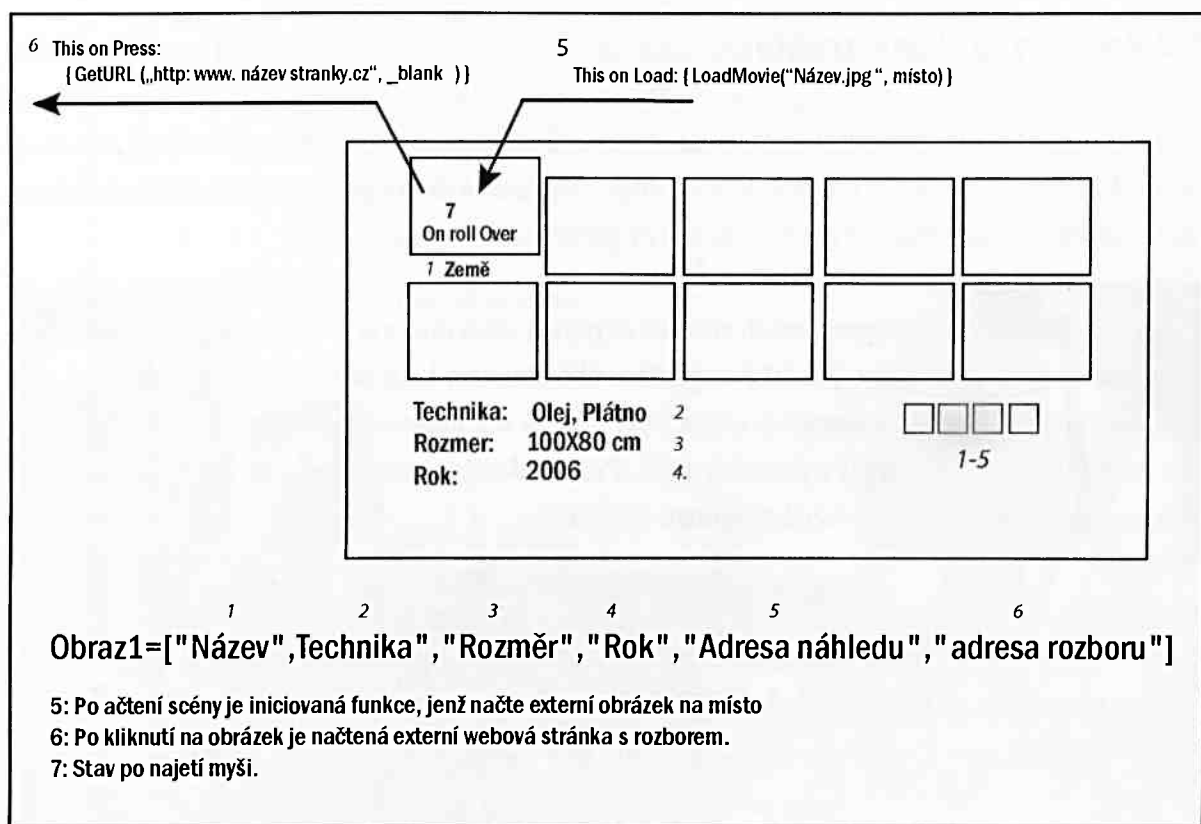 6 This on Press:
{ GetURL („http: www. název stranky.cz“, _blank ) }
5
This on Load: { LoadMovie("Název.jpg ", místo) }
7
On roll Over
1 Země
Technika: Olej, Plátno 2
Rozmer: 100X80 cm 3
Rok: 2006 4.
1-5
1 2 3 4 5 6
Obraz1=["Název",Technika","Rozměr", "Rok","Adresa náhledu","adresa rozboru"]
5: Po ačtení scény je iniciovaná funkce, jenž načte externí obrázek na místo
6: Po kliknutí na obrázek je načtená externí webová stránka s rozborem.
7: Stav po najetí myši.